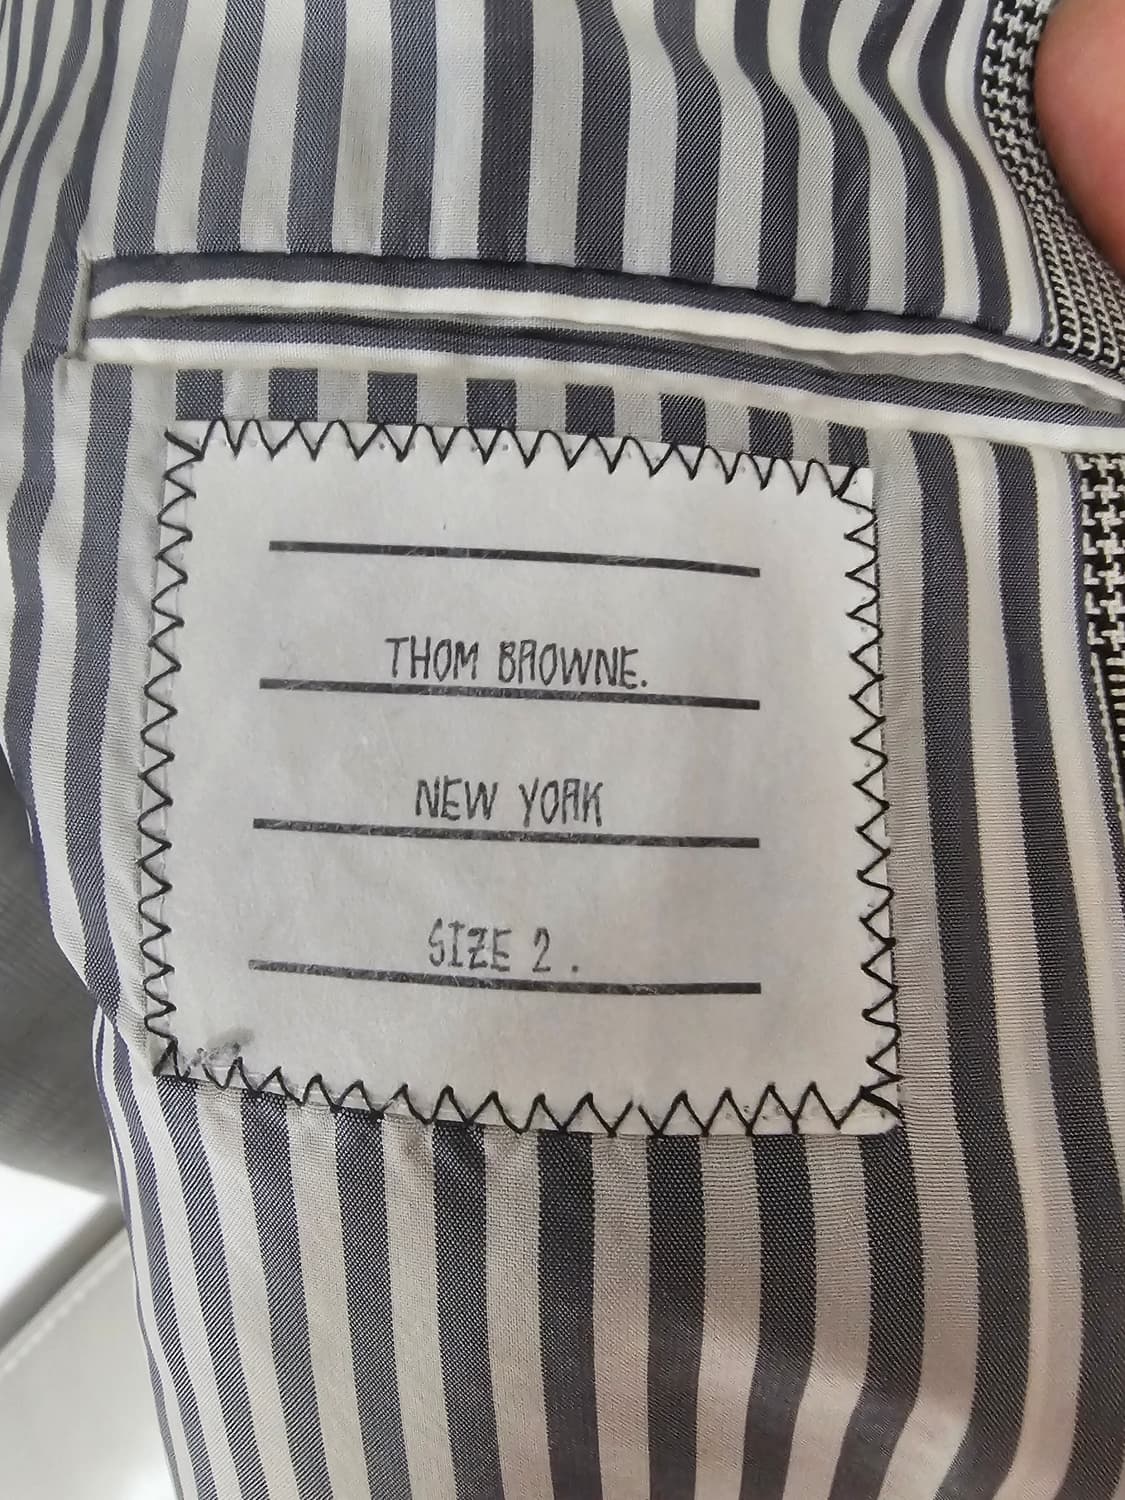 THOM BROWNE.
NEW YORK
SIZE 2.